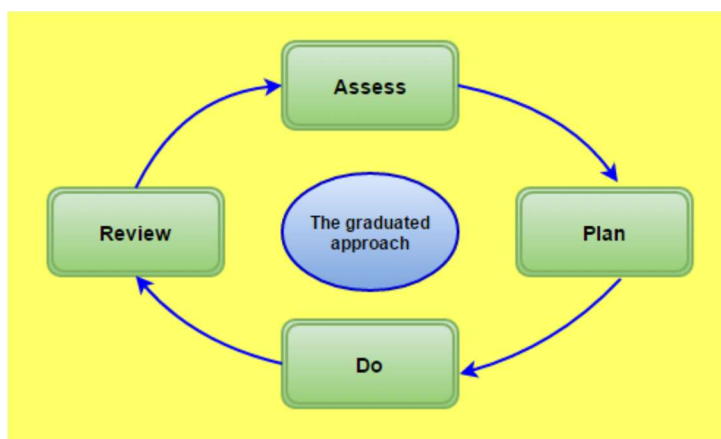 Assess
Review
The graduated
approach
Plan
Do